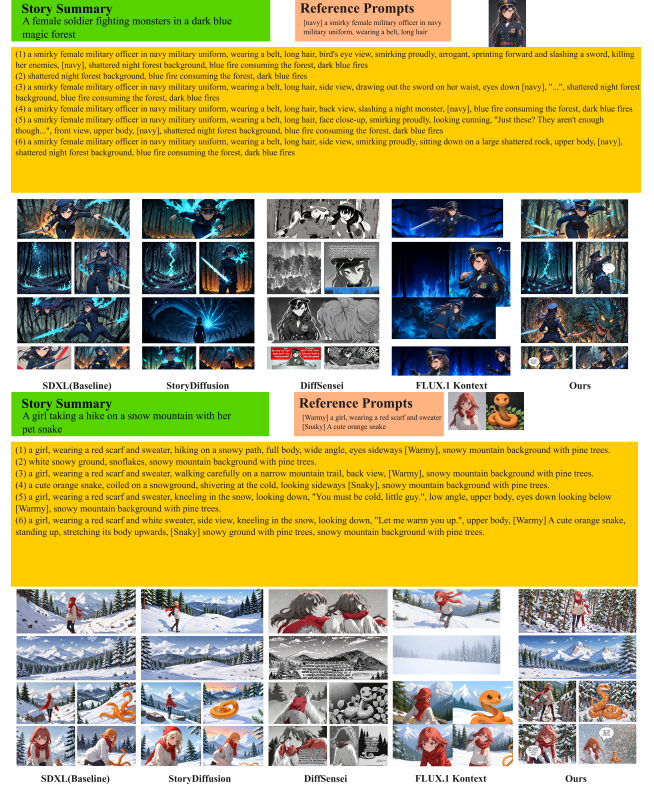 Story Summary
A female soldier fighting monsters in a dark blue
magic forest
Reference Prompts
[navy] a smirky female military officer in navy
military uniform, wearing a belt, long hair
(1) a smirky female military officer in navy military uniform, wearing a belt, long hair, bird's eye view, smirking proudly, arrogant, sprinting forward and slashing a sword, killing
her enemies, [navy], shattered night forest background, blue fire consuming the forest, dark blue fires
(2) shattered night forest background, blue fire consuming the forest, dark blue fires
(3) a smirky female military officer in navy military uniform, wearing a belt, long hair, side view, drawing out the sword on her waist, eyes down [navy], "...", shattered night forest
background, blue fire consuming the forest, dark blue fires
(4) a smirky female military officer in navy military uniform, wearing a belt, long hair, back view, slashing a night monster, [navy], blue fire consuming the forest, dark blue fires
(5) a smirky female military officer in navy military uniform, wearing a belt, long hair, face close-up, smirking proudly, looking cunning, "Just these? They aren't enough
though...", front view, upper body, [navy], shattered night forest background, blue fire consuming the forest, dark blue fires
(6) a smirky female military officer in navy military uniform, wearing a belt, long hair, side view, smirking proudly, sitting down on a large shattered rock, upper body, [navy],
shattered night forest background, blue fire consuming the forest, dark blue fires
?...
SDXL(Baseline)
StoryDiffusion
DiffSensei
FLUX.1 Kontext
Ours
Story Summary
A girl taking a hike on a snow mountain with her
pet snake
Reference Prompts
[Warmy] a girl, wearing a red scarf and sweater
[Snaky] A cute orange snake
(1) a girl, wearing a red scarf and sweater, hiking on a snowy path, full body, wide angle, eyes sideways [Warmy], snowy mountain background with pine trees.
(2) white snowy ground, snoflakes, snowy mountain background with pine trees.
(3) a girl, wearing a red scarf and sweater, walking carefully on a narrow mountain trail, back view, [Warmy], snowy mountain background with pine trees.
(4) a cute orange snake, coiled on a snowground, shivering at the cold, looking sideways [Snaky], snowy mountain background with pine trees.
(5) a girl, wearing a red scarf and sweater, kneeling in the snow, looking down, "You must be cold, little guy.", low angle, upper body, eyes down looking below
[Warmy], snowy mountain background with pine trees.
(6) a girl, wearing a red scarf and white sweater, side view, kneeling in the snow, looking down, "Let me warm you up.", upper body, [Warmy] A cute orange snake,
standing up, stretching its body upwards, [Snaky] snowy ground with pine trees, snowy mountain background with pine trees.
SDXL(Baseline)
StoryDiffusion
DiffSensei
FLUX.1 Kontext
Ours